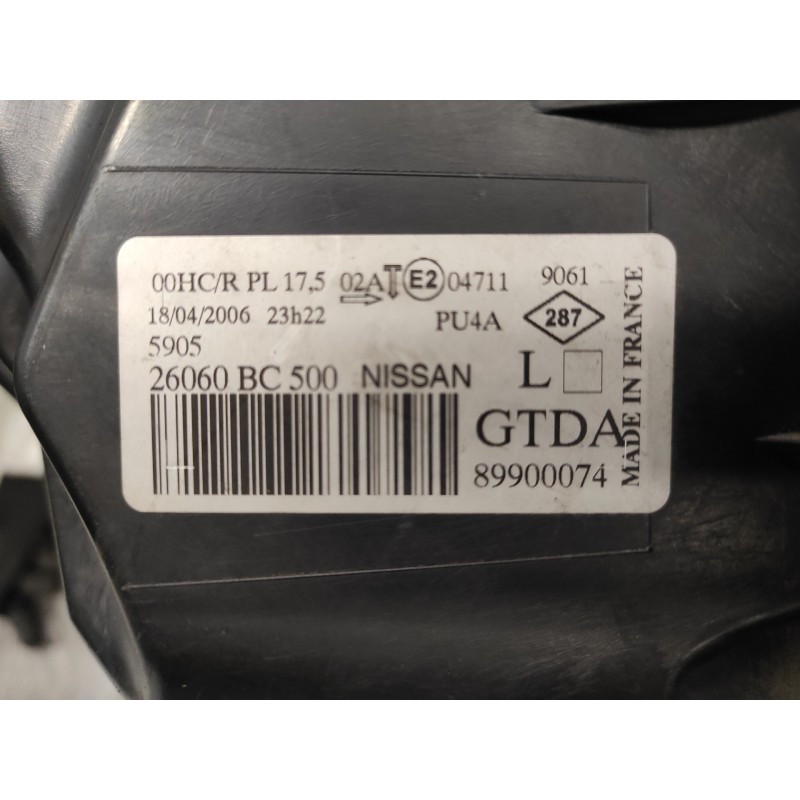 00HC/R PL 17,5 02A E2 04711 9061
18/04/2006 23h22 PU4A 287
5905
26060 BC 500 NISSAN L
GTDA
89900074
MADE IN FRANCE